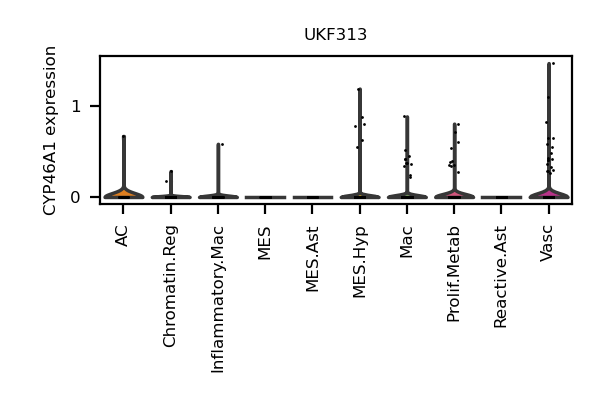 UKF313
CYP46A1 expression
1
0
AC
Chromatin.Reg
Inflammatory.Mac
MES
MES.Ast
MES.Hyp
Mac
Prolif.Metab
Reactive.Ast
Vasc